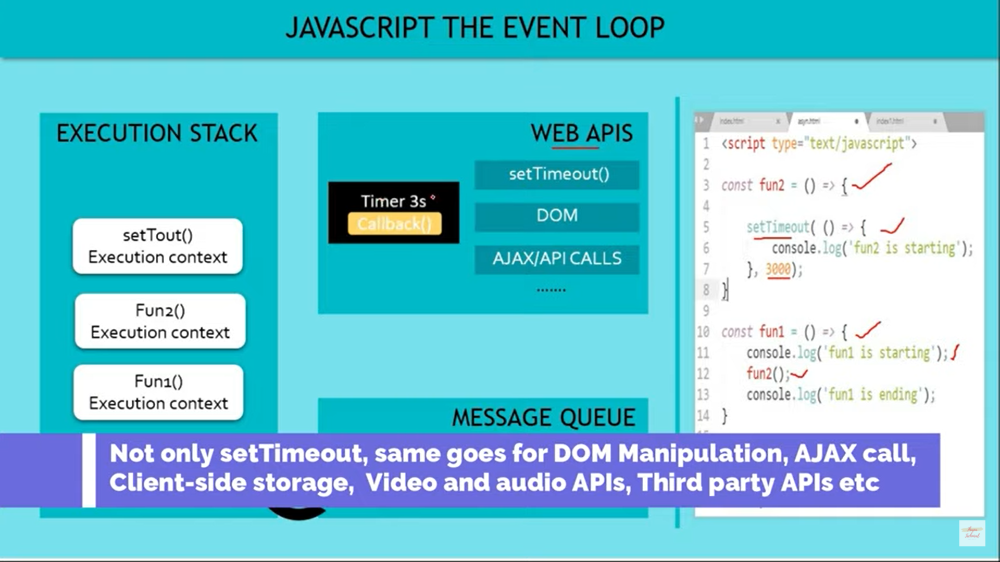 JAVASCRIPT THE EVENT LOOP
EXECUTION STACK
setTout()
Execution context
Fun2()
Execution context
Fun1()
Execution context
WEB APIS
Timer 3s
Callback()
setTimeout()
DOM
AJAX/API CALLS
.......
MESSAGE QUEUE
index.html asyn.html index1.html
1 <script type="text/javascript">
2
3 const fun2 = () => {
4
5 setTimeout( () => {
6 console.log('fun2 is starting');
7 }, 3000);
8 }
9
10 const fun1 = () => {
11 console.log('fun1 is starting');
12 fun2();
13 console.log('fun1 is ending');
14 }
Not only setTimeout, same goes for DOM Manipulation, AJAX call,
Client-side storage, Video and audio APIs, Third party APIs etc
Technical